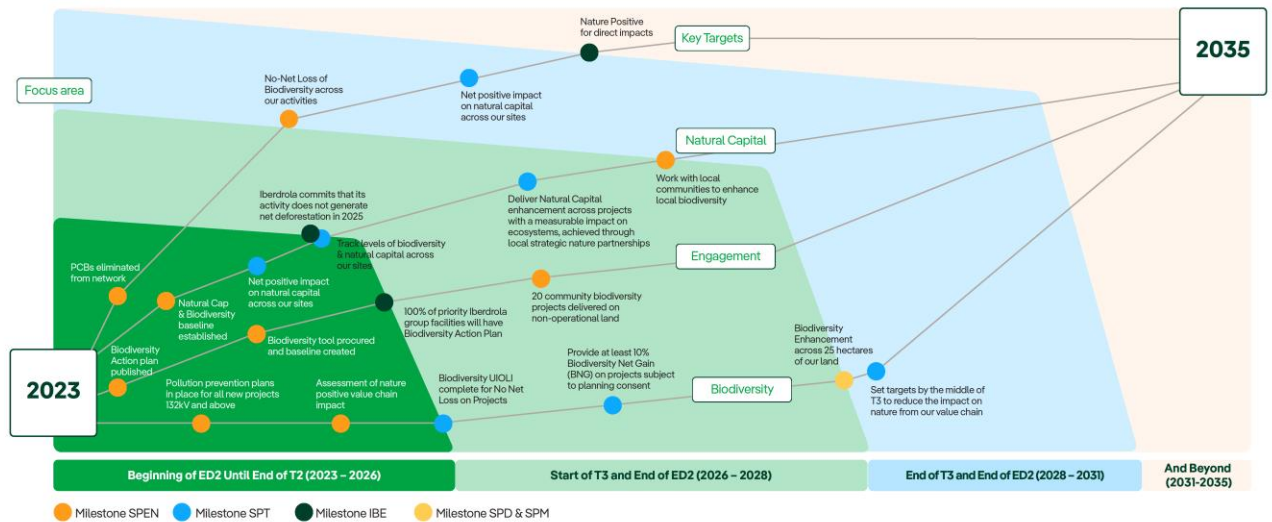 Nature Positive
for direct impacts
Key Targets
2035
Focus area
No-Net Loss of
Biodiversity across
our activities
Net positive impact
on natural capital
across our sites
Natural Capital
Work with local
communities to enhance
local biodiversity
Iberdrola commits that its
activity does not generate
net deforestation in 2025
Deliver Natural Capital
enhancement across projects
with a measurable impact on
ecosystems, achieved through
local strategic nature partnerships
Track levels of biodiversity
& natural capital across
our sites
PCBs eliminated
from network
Net positive impact
on natural capital
across our sites
Engagement
Natural Cap
& Biodiversity
baseline
established
20 community biodiversity
projects delivered on
non-operational land
100% of priority Iberdrola
group facilities will have
Biodiversity Action Plan
Biodiversity tool procured
and baseline created
Biodiversity
Enhancement
across 25 hectares
of our land
2023
Biodiversity
Action plan
published
Pollution prevention plans
in place for all new projects
132kV and above
Assessment of nature
positive value chain
impact
Biodiversity UIOLI
complete for No Net
Loss on Projects
Provide at least 10%
Biodiversity Net Gain
(BNG) on projects subject
to planning consent
Biodiversity
Set targets by the middle of
T3 to reduce the impact on
nature from our value chain
Beginning of ED2 Until End of T2 (2023 – 2026)
Start of T3 and End of ED2 (2026 – 2028)
End of T3 and End of ED2 (2028 – 2031)
And Beyond
(2031-2035)
Milestone SPEN
Milestone SPT
Milestone IBE
Milestone SPD & SPM